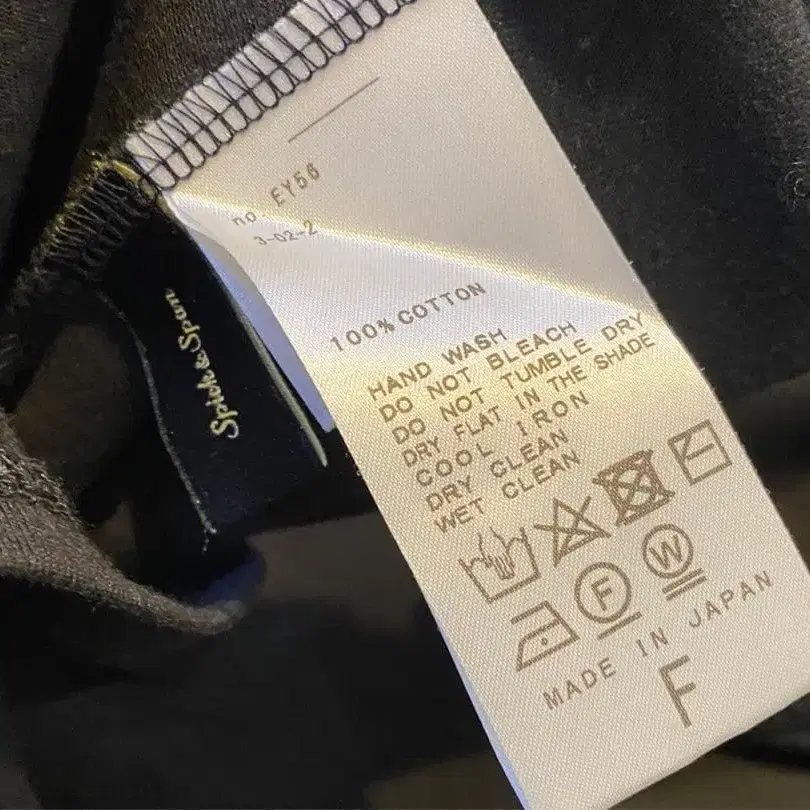 no. EY56
3-02-2
100% COTTON
HAND WASH
DO NOT BLEACH
DO NOT TUMBLE DRY
DRY FLAT IN THE SHADE
COOL IRON
DRY CLEAN
WET CLEAN
F
W
MADE IN JAPAN
F
Spick & Span